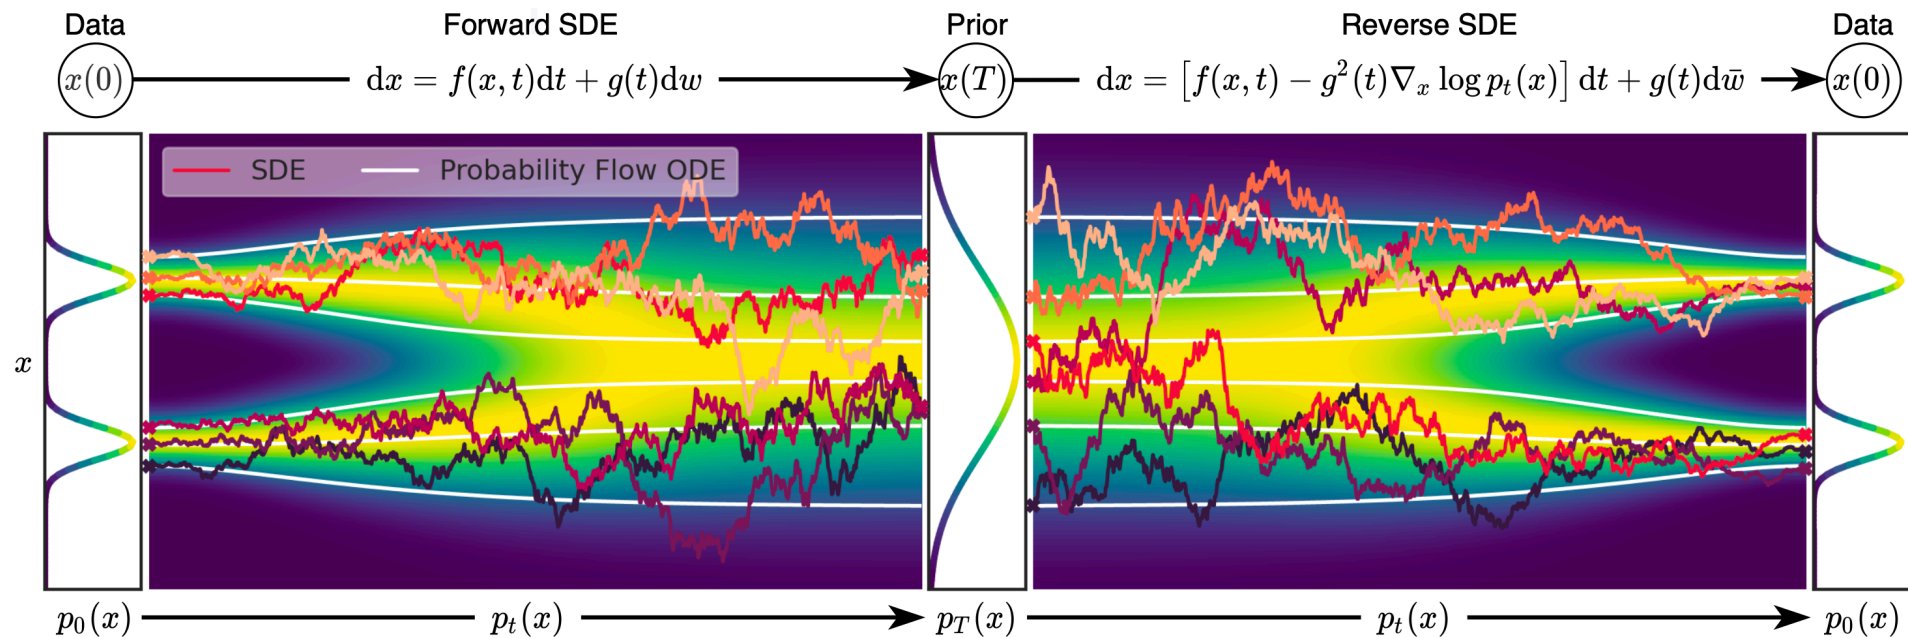 Data Forward SDE Prior Reverse SDE Data
x(0) dx = f(x, t)dt + g(t)dw x(T) dx = [f(x, t) − g²(t)∇ₓ log pₜ(x)] dt + g(t)dw̄ x(0)
SDE Probability Flow ODE
x
p₀(x) pₜ(x) p_T(x) pₜ(x) p₀(x)